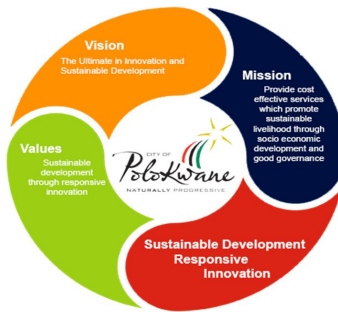 Vision
The Ultimate in Innovation and
Sustainable Development
Mission
Provide cost
effective services
which promote
sustainable
livelihood through
socio economic
development and
good governance
Values
Sustainable
development
through responsive
innovation
CITY OF
POLOKWANE
NATURALLY PROGRESSIVE
Sustainable Development
Responsive
Innovation